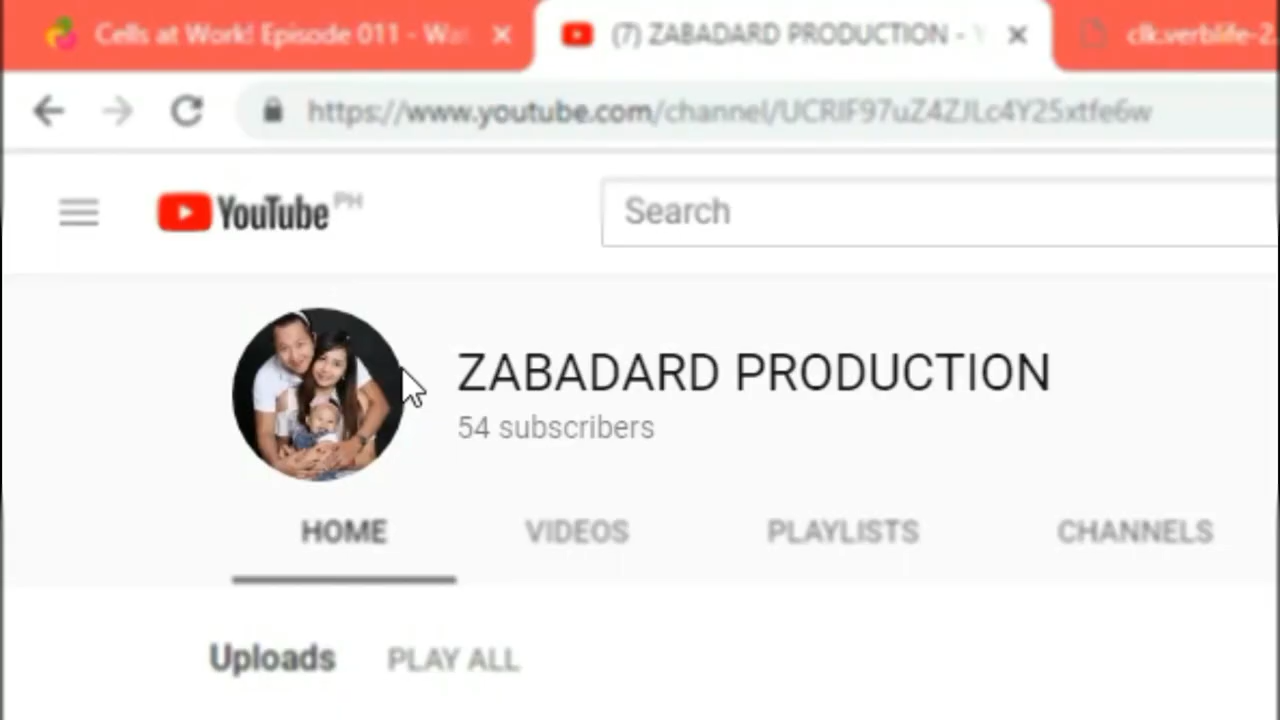 Cells at Work! Episode 011 - Wa
(7) ZABADARD PRODUCTION -
clk.verblife-2.
https://www.youtube.com/channel/UCRIF97uZ4ZJLc4Y25xtfe6w
YouTube PH
Search
ZABADARD PRODUCTION
54 subscribers
HOME
VIDEOS
PLAYLISTS
CHANNELS
Uploads
PLAY ALL